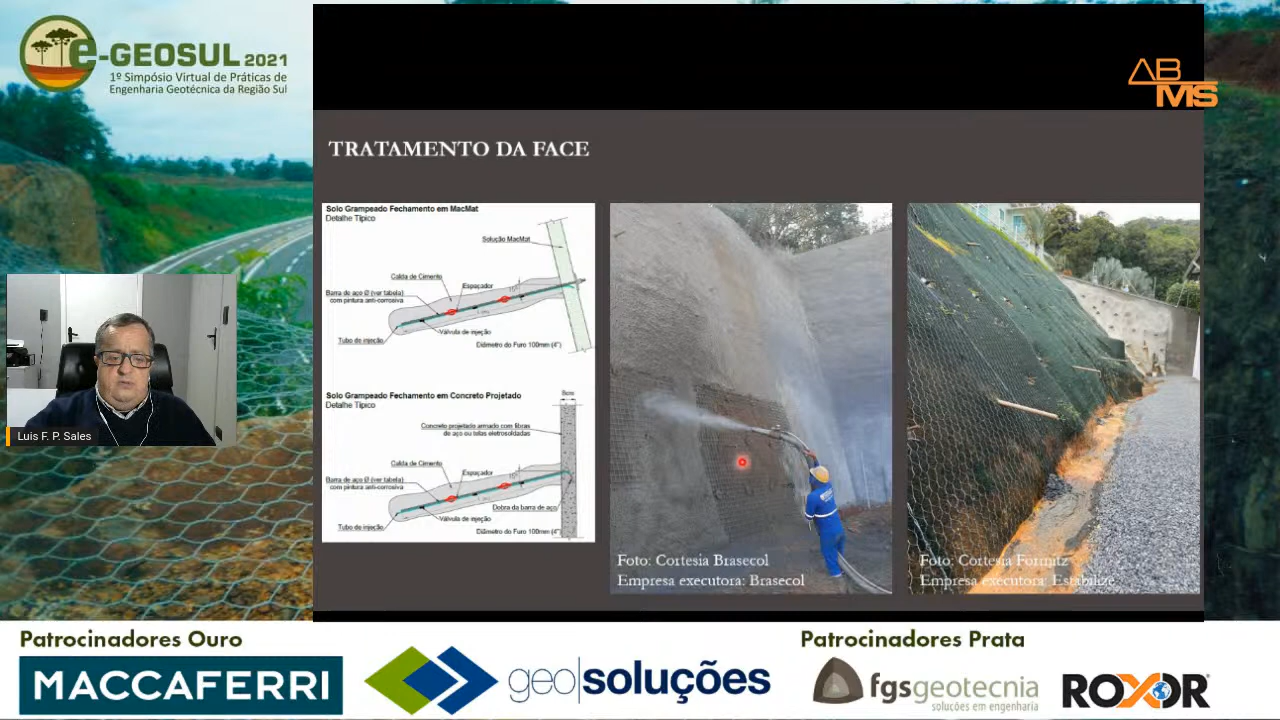 e-GEOSUL 2021
1º Simpósio Virtual de Práticas de
Engenharia Geotécnica da Região Sul
ABMS
TRATAMENTO DA FACE
Solo Grampeado Fechamento em MacMat
Detalhe Típico
Solução MacMat
Calda de Cimento
Espaçador
Barra de aço Ø (ver tabela)
com pintura anti-corrosiva
Válvula de injeção
Tubo de injeção
Diâmetro do Furo 100mm (4")
Solo Grampeado Fechamento em Concreto Projetado
Detalhe Típico
Concreto projetado armado com fibras
de aço ou telas eletrosoldadas
Calda de Cimento
Espaçador
Barra de aço Ø (ver tabela)
com pintura anti-corrosiva
Dobra da barra de aço
Válvula de injeção
Tubo de injeção
Diâmetro do Furo 100mm (4")
Foto: Cortesia Brasecol
Empresa executora: Brasecol
Foto: Cortesia Formitz
Empresa executora: Estabilize
Luis F. P. Sales
Patrocinadores Ouro
MACCAFERRI
geo soluções
Patrocinadores Prata
fgsgeotecnia
soluções em engenharia
ROXOR